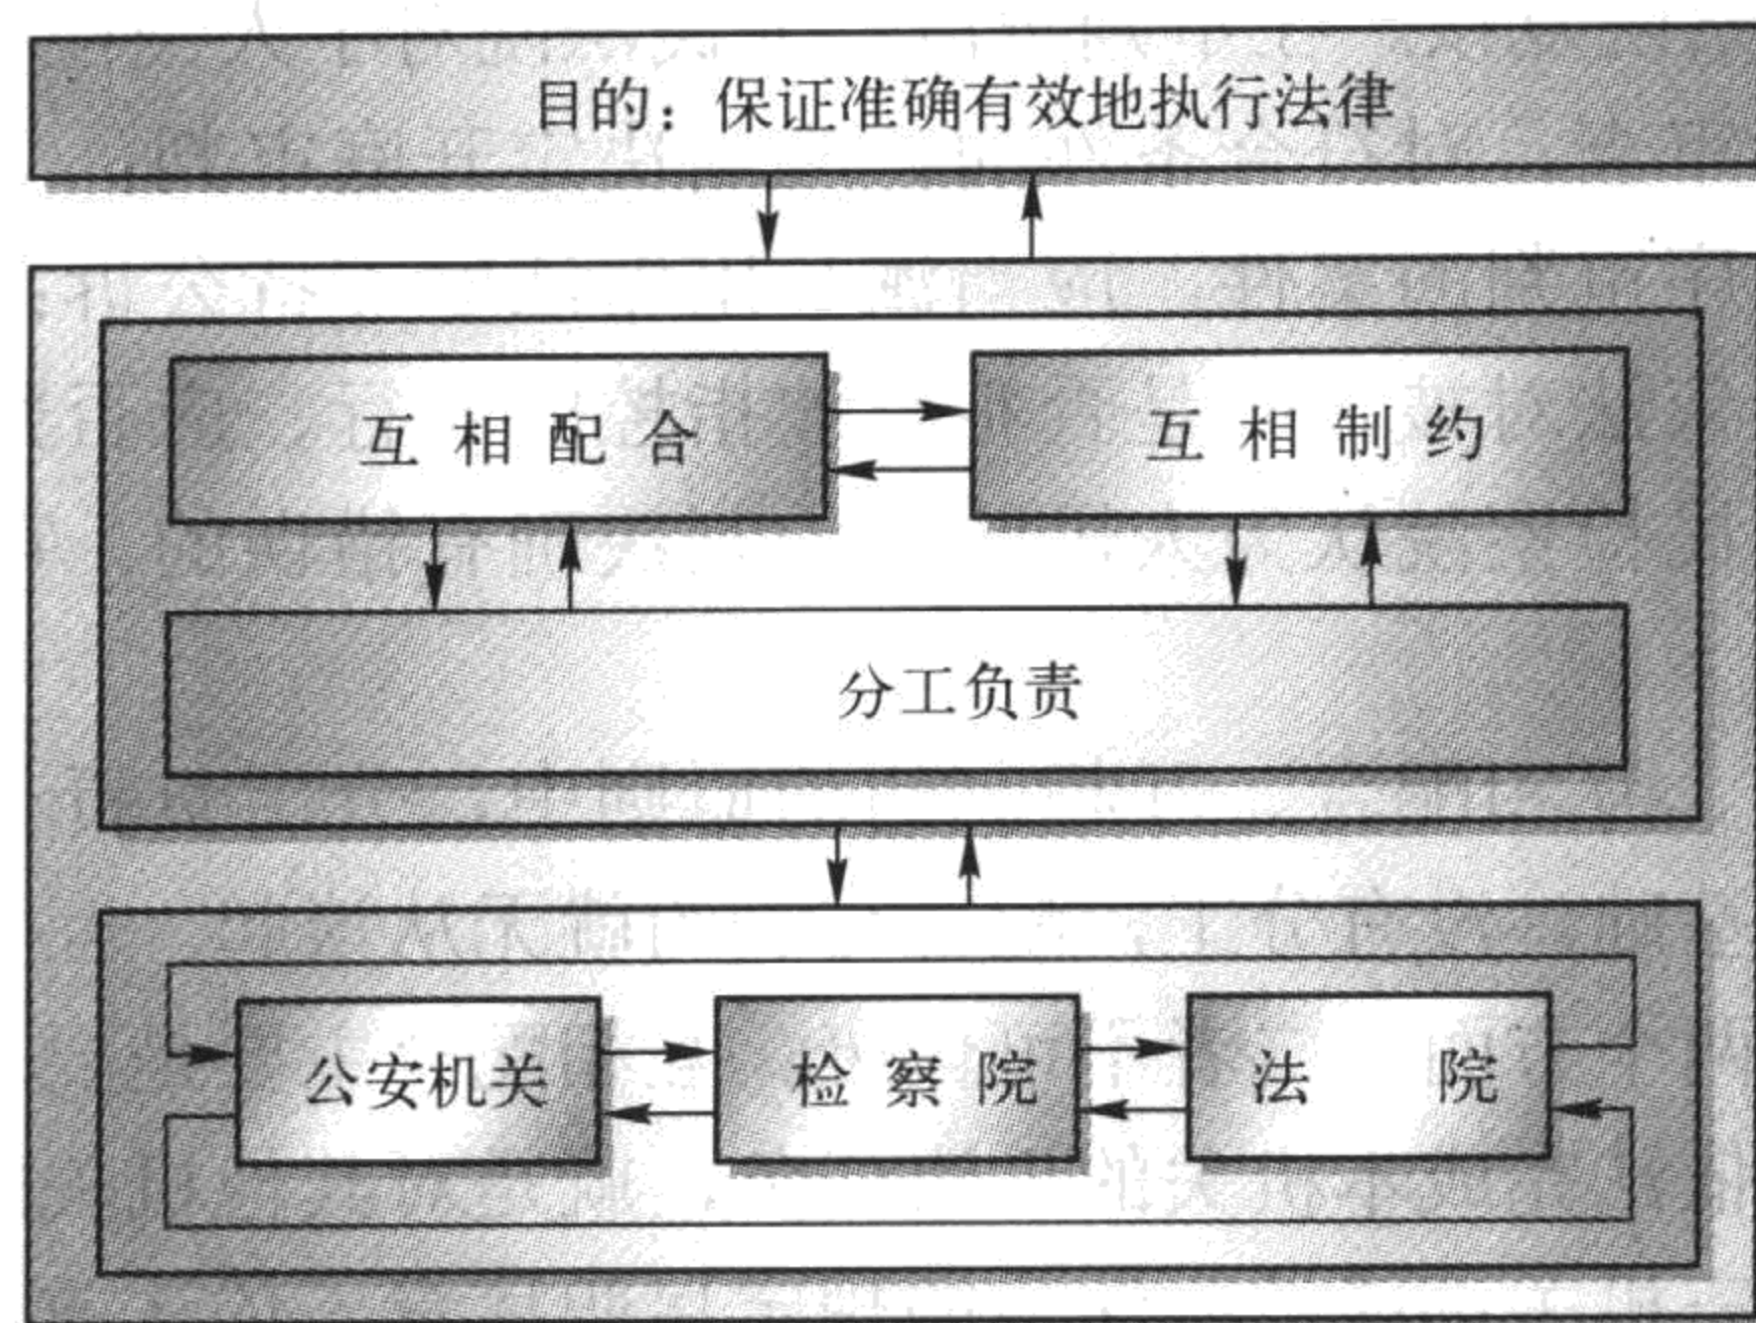 目的：保证准确有效地执行法律
互相配合
互相制约
分工负责
公安机关
检察院
法院